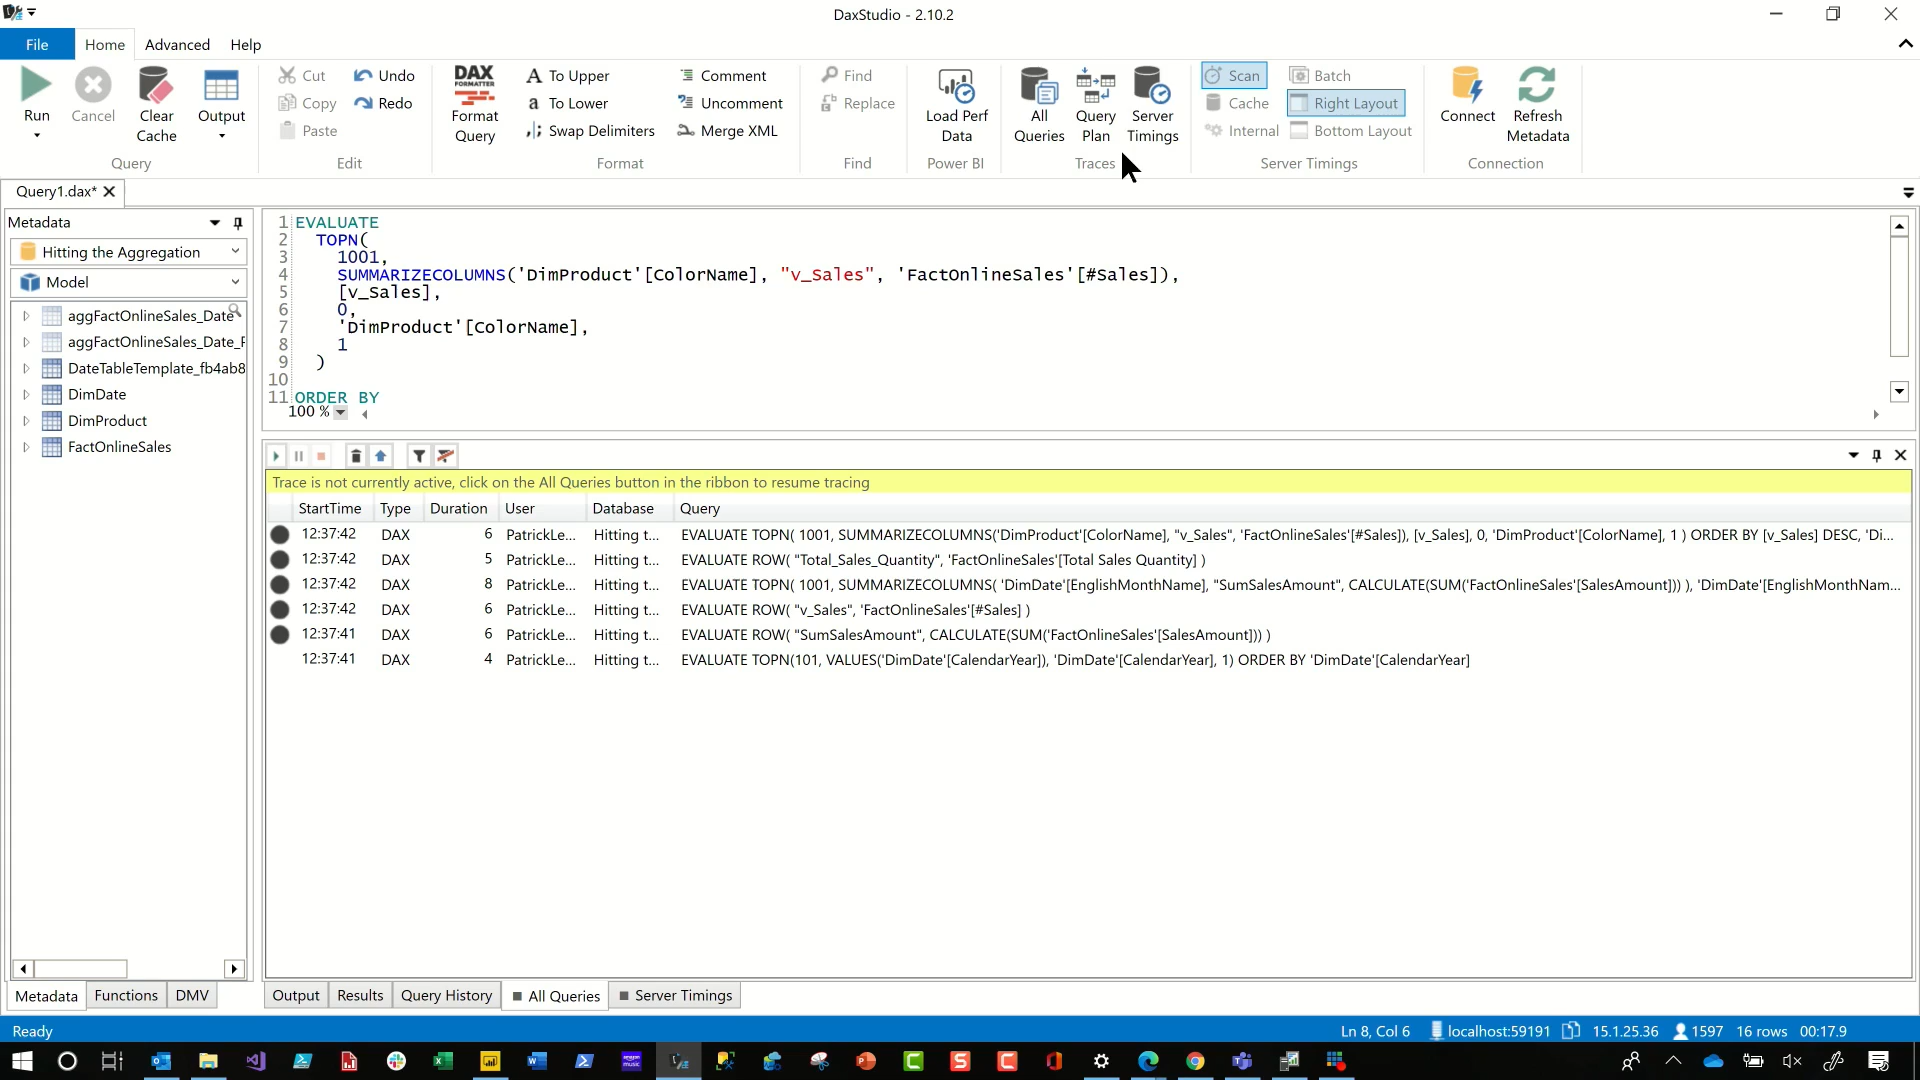 DaxStudio - 2.10.2
File Home Advanced Help
Run Cancel Clear Cache Output
Query
Cut Copy Paste Undo Redo
Edit
Format Query
To Upper
To Lower
Swap Delimiters
Comment
Uncomment
Merge XML
Format
Find
Replace
Find
Load Perf Data
Power BI
All Queries Query Plan Server Timings
Traces
Scan
Cache
Internal
Batch
Right Layout
Bottom Layout
Server Timings
Connect Refresh Metadata
Connection
Query1.dax*
Metadata
Hitting the Aggregation
Model
aggFactOnlineSales_Date
aggFactOnlineSales_Date_F
DateTableTemplate_fb4ab8
DimDate
DimProduct
FactOnlineSales
1 EVALUATE
2 TOPN(
3 1001,
4 SUMMARIZECOLUMNS('DimProduct'[ColorName], "v_Sales", 'FactOnlineSales'[#Sales]),
5 [v_Sales],
6 0,
7 'DimProduct'[ColorName],
8 1
9 )
10
11 ORDER BY
100 %
Trace is not currently active, click on the All Queries button in the ribbon to resume tracing
StartTime Type Duration User Database Query
12:37:42 DAX 6 PatrickLe... Hitting t... EVALUATE TOPN( 1001, SUMMARIZECOLUMNS('DimProduct'[ColorName], "v_Sales", 'FactOnlineSales'[#Sales]), [v_Sales], 0, 'DimProduct'[ColorName], 1 ) ORDER BY [v_Sales] DESC, 'Di...
12:37:42 DAX 5 PatrickLe... Hitting t... EVALUATE ROW( "Total_Sales_Quantity", 'FactOnlineSales'[Total Sales Quantity] )
12:37:42 DAX 8 PatrickLe... Hitting t... EVALUATE TOPN( 1001, SUMMARIZECOLUMNS( 'DimDate'[EnglishMonthName], "SumSalesAmount", CALCULATE(SUM('FactOnlineSales'[SalesAmount])) ), 'DimDate'[EnglishMonthNam...
12:37:42 DAX 6 PatrickLe... Hitting t... EVALUATE ROW( "v_Sales", 'FactOnlineSales'[#Sales] )
12:37:41 DAX 6 PatrickLe... Hitting t... EVALUATE ROW( "SumSalesAmount", CALCULATE(SUM('FactOnlineSales'[SalesAmount])) )
12:37:41 DAX 4 PatrickLe... Hitting t... EVALUATE TOPN(101, VALUES('DimDate'[CalendarYear]), 'DimDate'[CalendarYear], 1) ORDER BY 'DimDate'[CalendarYear]
Metadata Functions DMV
Output Results Query History All Queries Server Timings
Ready Ln 8, Col 6 localhost:59191 15.1.25.36 1597 16 rows 00:17.9